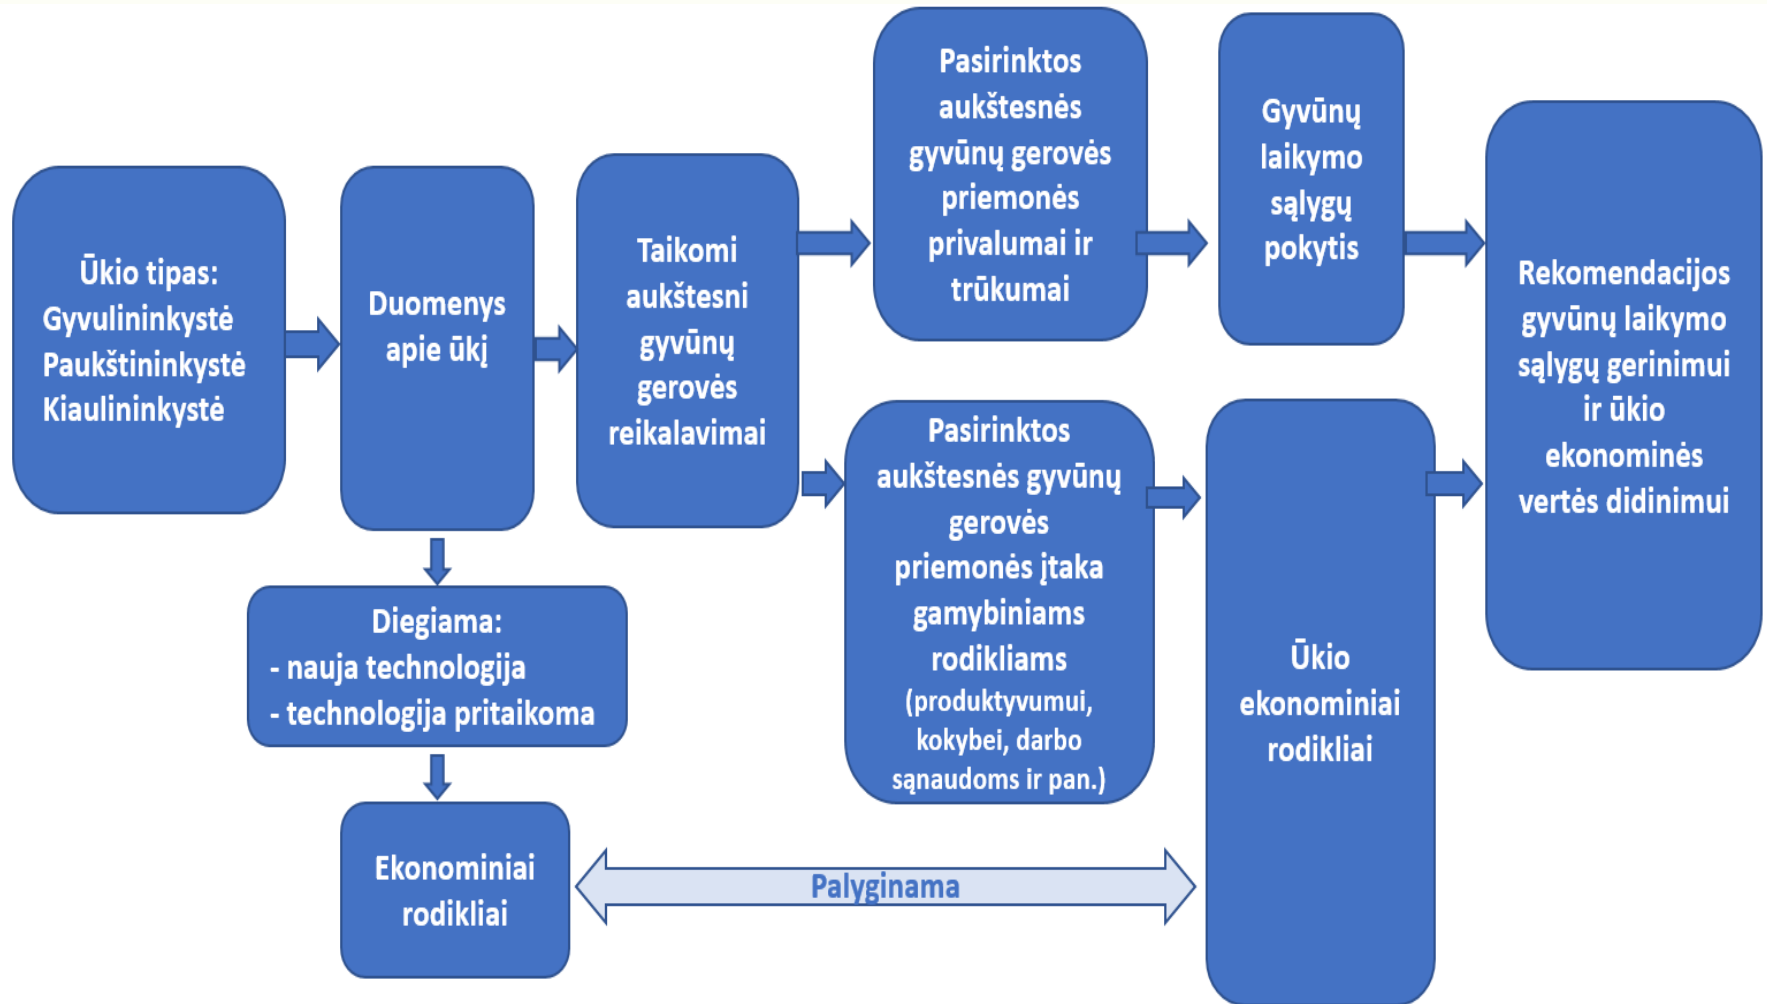 Ūkio tipas:
Gyvulininkystė
Paukštininkystė
Kiaulininkystė
Duomenys
apie ūkį
Taikomi
aukštesni
gyvūnų
gerovės
reikalavimai
Pasirinktos
aukštesnės
gyvūnų gerovės
priemonės
privalumai ir
trūkumai
Gyvūnų
laikymo
sąlygų
pokytis
Rekomendacijos
gyvūnų laikymo
sąlygų gerinimui
ir ūkio
ekonominės
vertės didinimui
Pasirinktos
aukštesnės gyvūnų
gerovės
priemonės įtaka
gamybiniams
rodikliams
(produktyvumui,
kokybei, darbo
sąnaudoms ir pan.)
Ūkio
ekonominiai
rodikliai
Diegiama:
- nauja technologija
- technologija pritaikoma
Ekonominiai
rodikliai
Palyginama